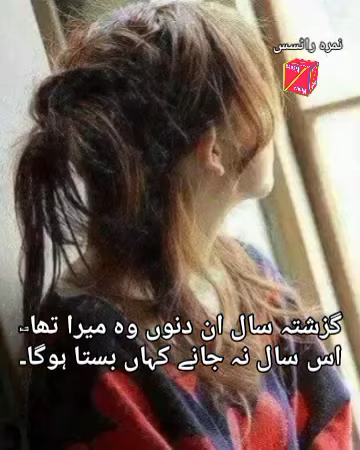 نمرہ رانسس
گزشتہ سال ان دنوں وہ میرا تھا۔
اس سال نہ جانے کہاں بستا ہوگا۔